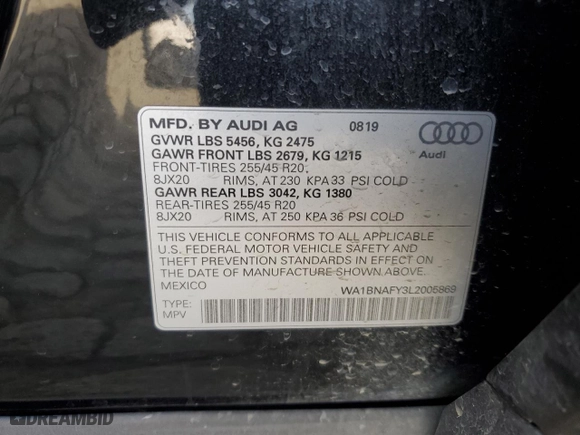 MFD. BY AUDI AG 0819
GVWR LBS 5456, KG 2475
GAWR FRONT LBS 2679, KG 1215
FRONT-TIRES 255/45 R20
8JX20 RIMS, AT 230 KPA 33 PSI COLD
GAWR REAR LBS 3042, KG 1380
REAR-TIRES 255/45 R20
8JX20 RIMS, AT 250 KPA 36 PSI COLD
Audi
THIS VEHICLE CONFORMS TO ALL APPLICABLE
U.S. FEDERAL MOTOR VEHICLE SAFETY AND
THEFT PREVENTION STANDARDS IN EFFECT ON
THE DATE OF MANUFACTURE SHOWN ABOVE.
MEXICO WA1BNAFY3L2005869
TYPE:
MPV
DREAMBID